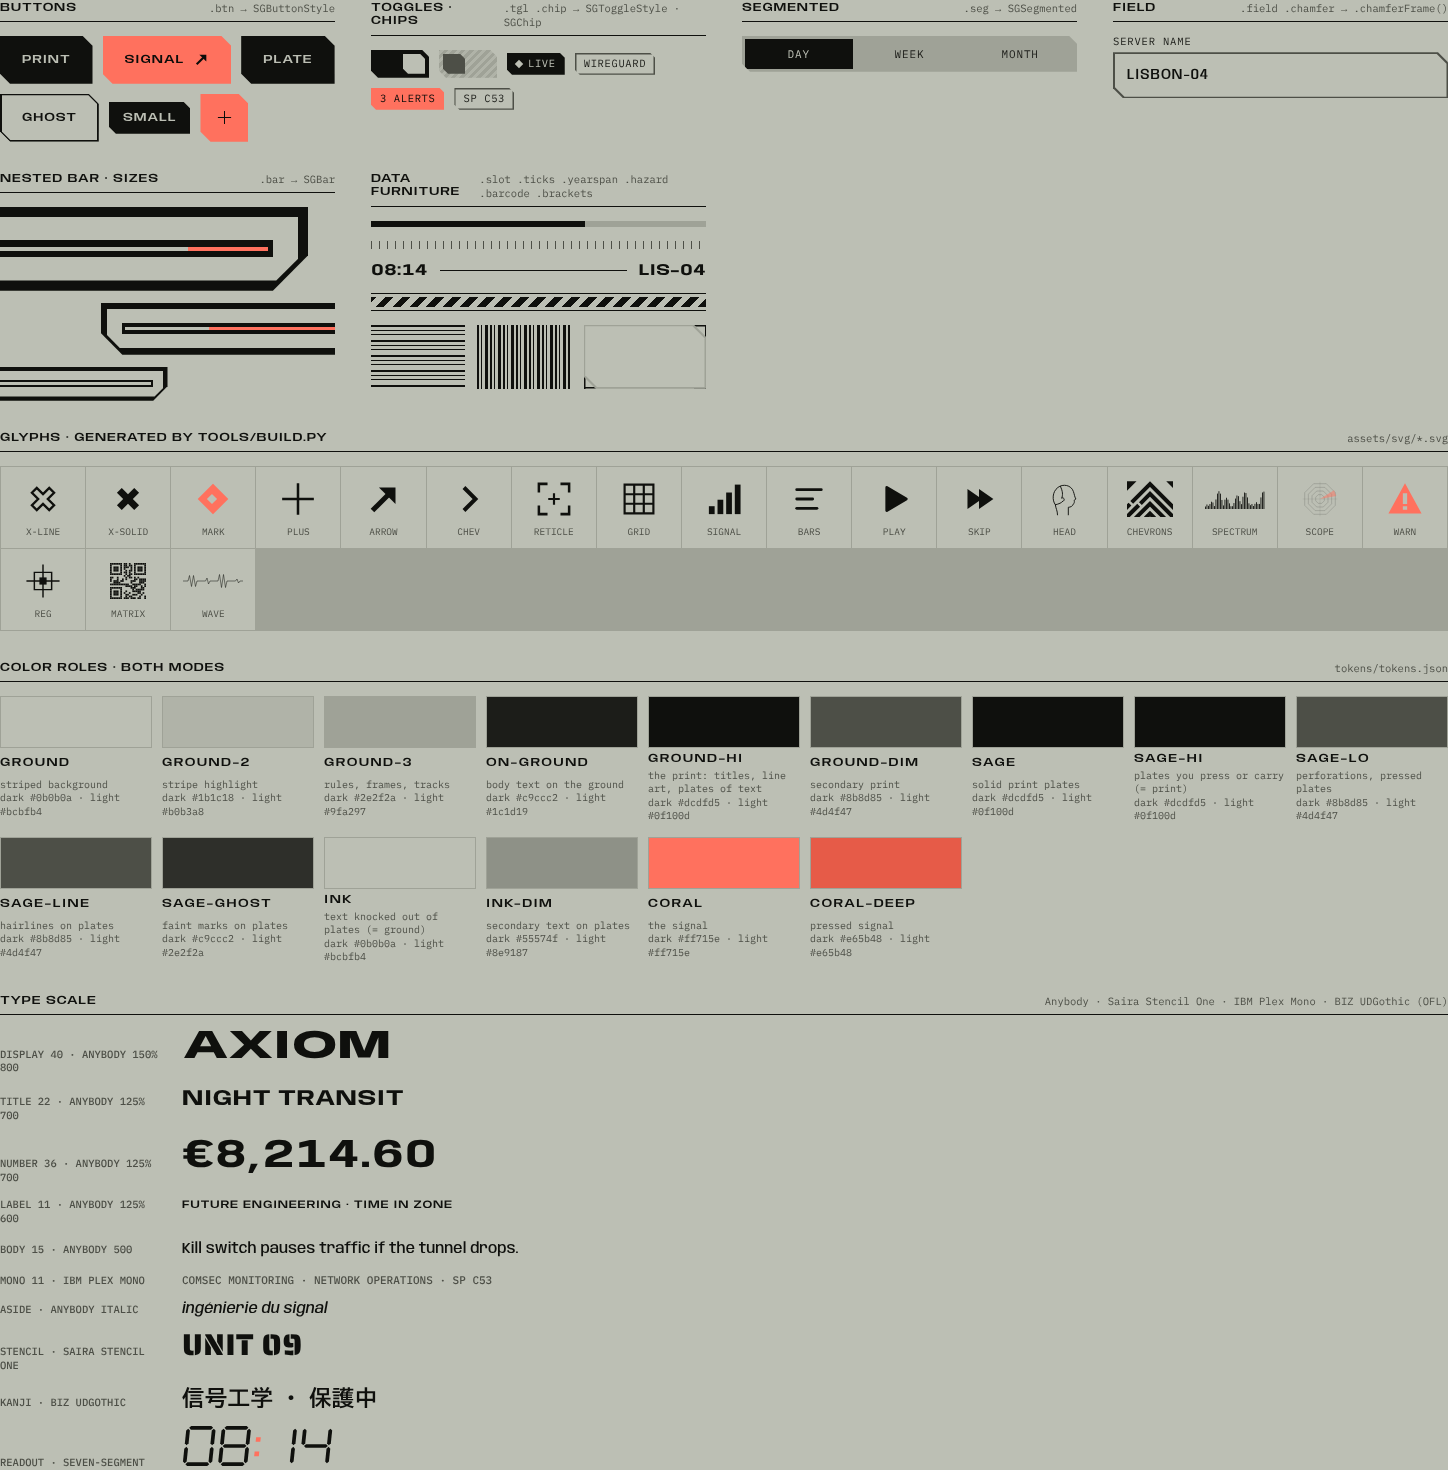 BUTTONS
.btn → SGButtonStyle
PRINT
SIGNAL
PLATE
GHOST
SMALL
TOGGLES ·
CHIPS
.tgl .chip → SGToggleStyle ·
SGChip
LIVE
WIREGUARD
3 ALERTS
SP C53
SEGMENTED
.seg → SGSegmented
DAY
WEEK
MONTH
FIELD
.field .chamfer → .chamferFrame()
SERVER NAME
LISBON-04
NESTED BAR · SIZES
.bar → SGBar
DATA
FURNITURE
.slot .ticks .yearspan .hazard
.barcode .brackets
08:14
LIS-04
GLYPHS · GENERATED BY TOOLS/BUILD.PY
assets/svg/*.svg
X-LINE
X-SOLID
MARK
PLUS
ARROW
CHEV
RETICLE
GRID
SIGNAL
BARS
PLAY
SKIP
HEAD
CHEVRONS
SPECTRUM
SCOPE
WARN
REG
MATRIX
WAVE
COLOR ROLES · BOTH MODES
tokens/tokens.json
GROUND
striped background
dark #0b0b0a · light
#bcbfb4
GROUND-2
stripe highlight
dark #1b1c18 · light
#b0b3a8
GROUND-3
rules, frames, tracks
dark #2e2f2a · light
#9fa297
ON-GROUND
body text on the ground
dark #c9ccc2 · light
#1c1d19
GROUND-HI
the print: titles, line
art, plates of text
dark #dcdfd5 · light
#0f100d
GROUND-DIM
secondary print
dark #8b8d85 · light
#4d4f47
SAGE
solid print plates
dark #dcdfd5 · light
#0f100d
SAGE-HI
plates you press or carry
(= print)
dark #dcdfd5 · light
#0f100d
SAGE-LO
perforations, pressed
plates
dark #8b8d85 · light
#4d4f47
SAGE-LINE
hairlines on plates
dark #8b8d85 · light
#4d4f47
SAGE-GHOST
faint marks on plates
dark #c9ccc2 · light
#2e2f2a
INK
text knocked out of
plates (= ground)
dark #0b0b0a · light
#bcbfb4
INK-DIM
secondary text on plates
dark #55574f · light
#8e9187
CORAL
the signal
dark #ff715e · light
#ff715e
CORAL-DEEP
pressed signal
dark #e65b48 · light
#e65b48
TYPE SCALE
Anybody · Saira Stencil One · IBM Plex Mono · BIZ UDGothic (OFL)
DISPLAY 40 · ANYBODY 150%
800
AXIOM
TITLE 22 · ANYBODY 125%
700
NIGHT TRANSIT
NUMBER 36 · ANYBODY 125%
700
€8,214.60
LABEL 11 · ANYBODY 125%
600
FUTURE ENGINEERING · TIME IN ZONE
BODY 15 · ANYBODY 500
Kill switch pauses traffic if the tunnel drops.
MONO 11 · IBM PLEX MONO
COMSEC MONITORING · NETWORK OPERATIONS · SP C53
ASIDE · ANYBODY ITALIC
ingénierie du signal
STENCIL · SAIRA STENCIL
ONE
UNIT 09
KANJI · BIZ UDGOTHIC
信号工学 · 保護中
READOUT · SEVEN-SEGMENT
08:14